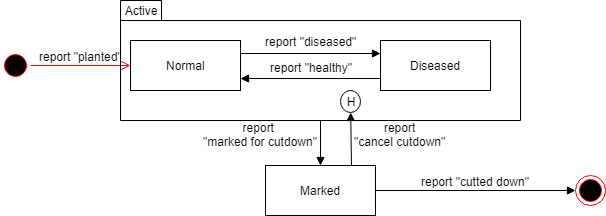 Active
report "planted"
Normal
report "diseased"
report "healthy"
Diseased
H
report
"marked for cutdown"
report
"cancel cutdown"
Marked
report "cutted down"